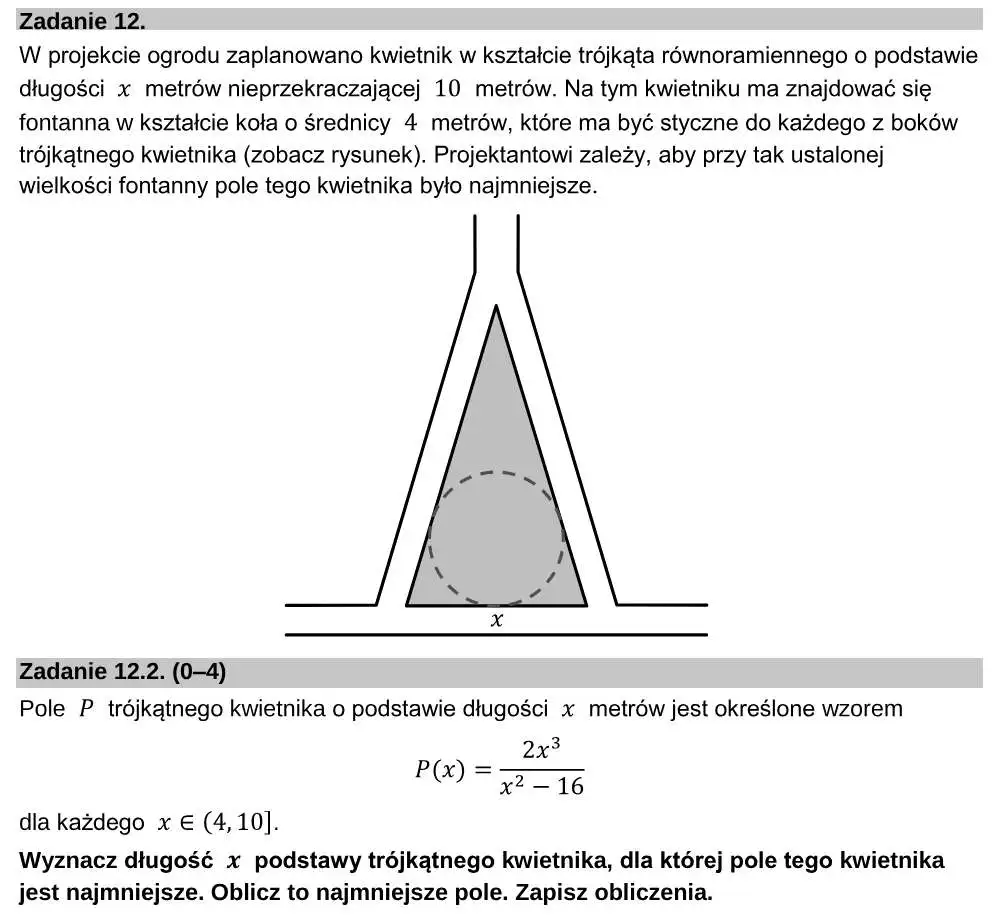 Zadanie 12.
W projekcie ogrodu zaplanowano kwietnik w kształcie trójkąta równoramiennego o podstawie
długości x metrów nieprzekraczającej 10 metrów. Na tym kwietniku ma znajdować się
fontanna w kształcie koła o średnicy 4 metrów, które ma być styczne do każdego z boków
trójkątnego kwietnika (zobacz rysunek). Projektantowi zależy, aby przy tak ustalonej
wielkości fontanny pole tego kwietnika było najmniejsze.
x
Zadanie 12.2. (0–4)
Pole P trójkątnego kwietnika o podstawie długości x metrów jest określone wzorem
P(x) = 2x³ / (x² − 16)
dla każdego x ∈ (4, 10].
Wyznacz długość x podstawy trójkątnego kwietnika, dla której pole tego kwietnika
jest najmniejsze. Oblicz to najmniejsze pole. Zapisz obliczenia.